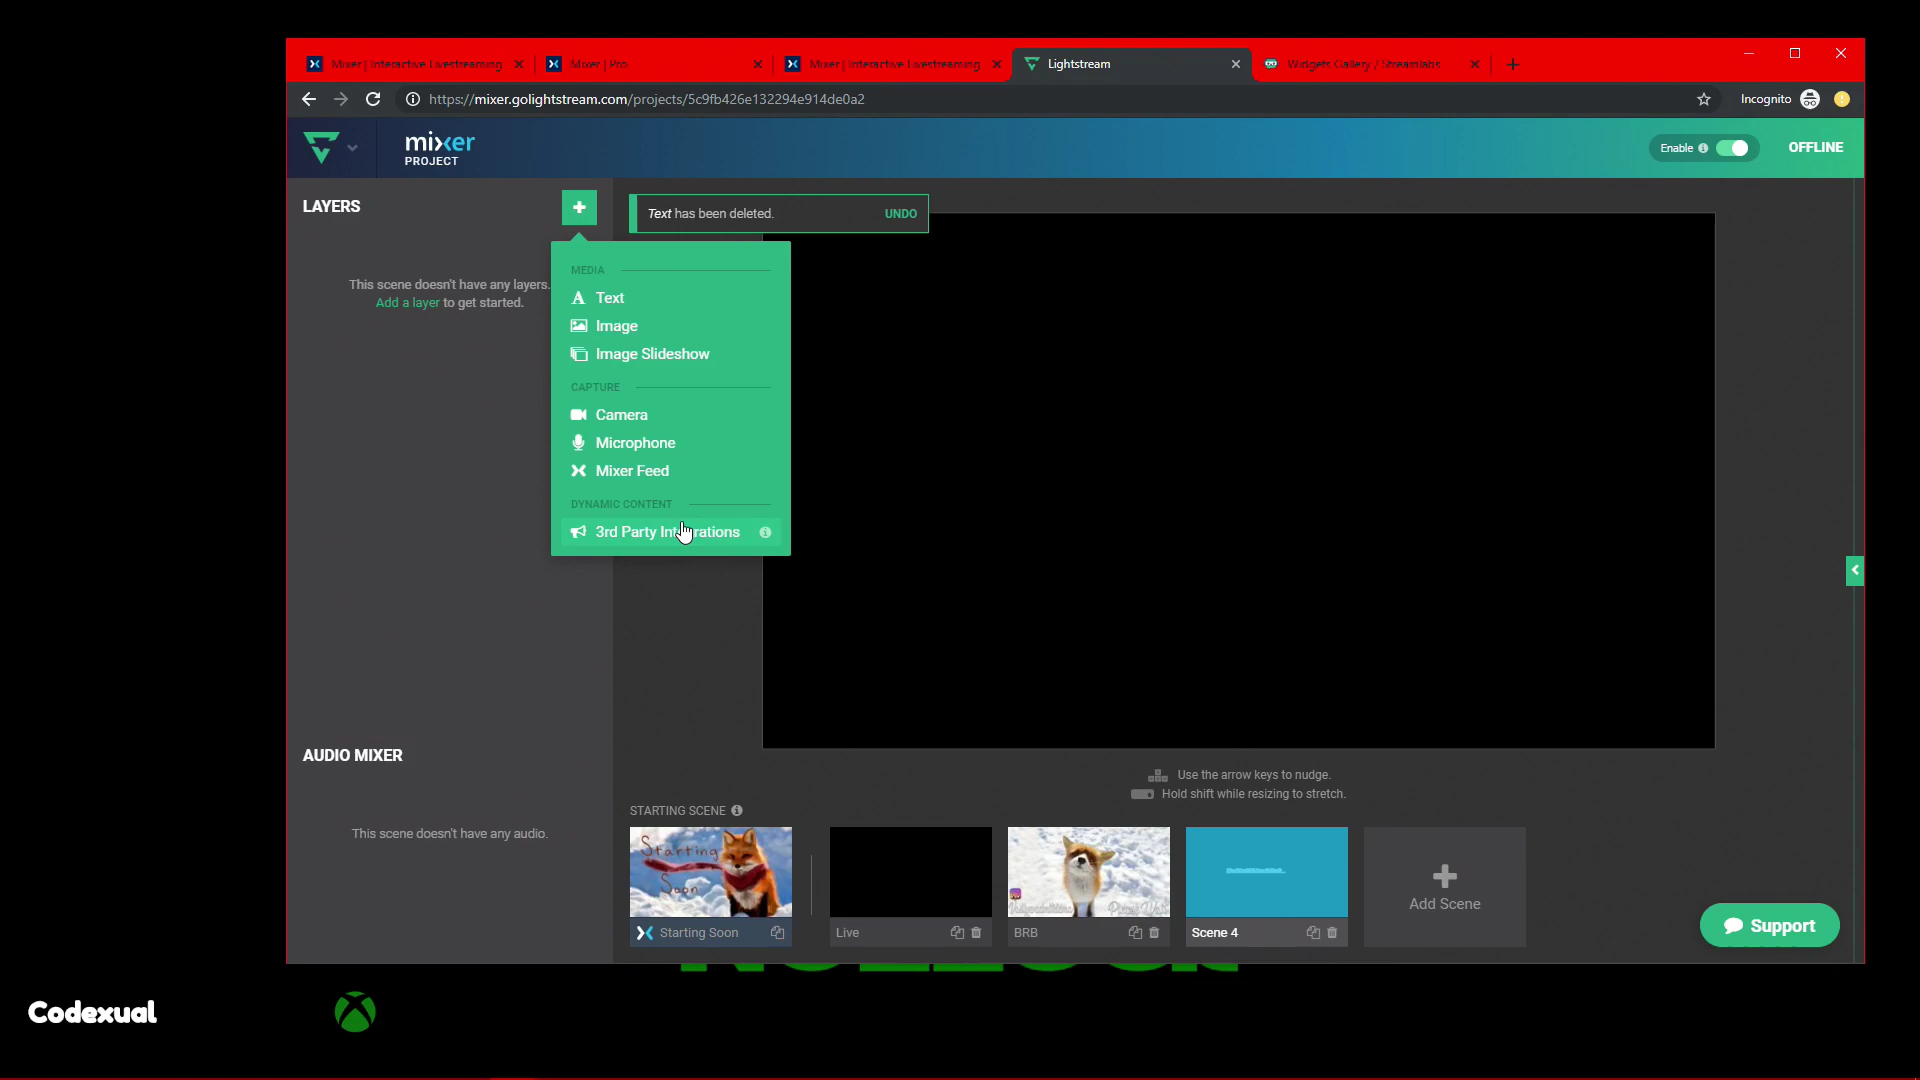 Mixer | Interactive Livestreaming
Mixer | Pro
Mixer | Interactive Livestreaming
Lightstream
Widgets Gallery / Streamlabs
https://mixer.golightstream.com/projects/5c9fb426e132294e914de0a2
Incognito
mixer
PROJECT
Enable
OFFLINE
LAYERS
Text has been deleted.
UNDO
This scene doesn't have any layers.
Add a layer to get started.
MEDIA
Text
Image
Image Slideshow
CAPTURE
Camera
Microphone
Mixer Feed
DYNAMIC CONTENT
3rd Party Integrations
AUDIO MIXER
This scene doesn't have any audio.
Use the arrow keys to nudge.
Hold shift while resizing to stretch.
STARTING SCENE
Starting
Soon
Starting Soon
Live
BRB
Scene 4
Add Scene
Support
Codexual